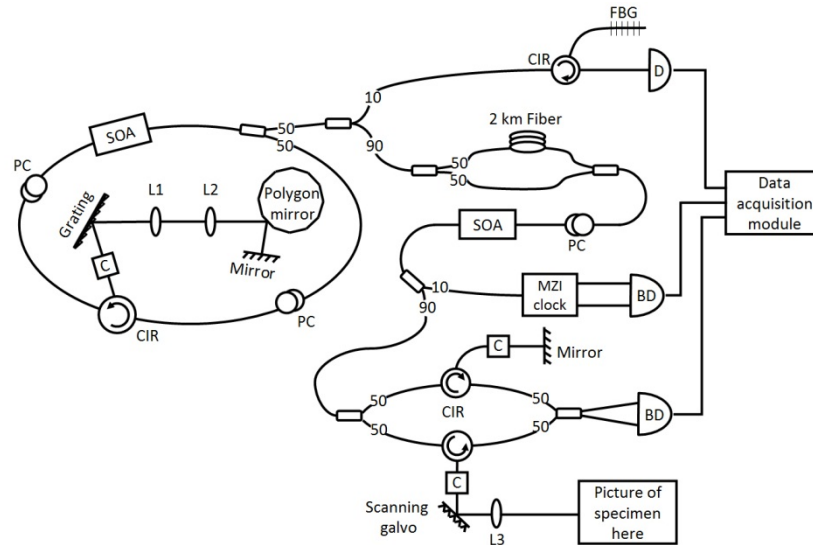 FBG
CIR
D
10
SOA
50
50
90
2 km Fiber
50
50
PC
L1
L2
Polygon
mirror
Grating
Data
acquisition
module
SOA
PC
C
Mirror
10
90
MZI
clock
BD
PC
CIR
C
Mirror
50
50
CIR
50
50
BD
C
Scanning
galvo
L3
Picture of
specimen
here